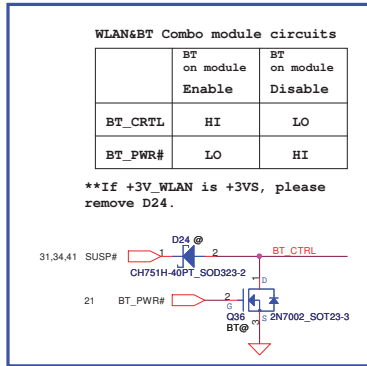 WLAN&BT Combo module circuits
BT on module Enable
BT on module Disable
BT_CRTL HI LO
BT_PWR# LO HI
**If +3V_WLAN is +3VS, please
remove D24.
D24 @
31,34,41 SUSP# 1 2 BT_CTRL
CH751H-40PT_SOD323-2
1 D
21 BT_PWR# 2 G
Q36 3 S 2N7002_SOT23-3
BT@